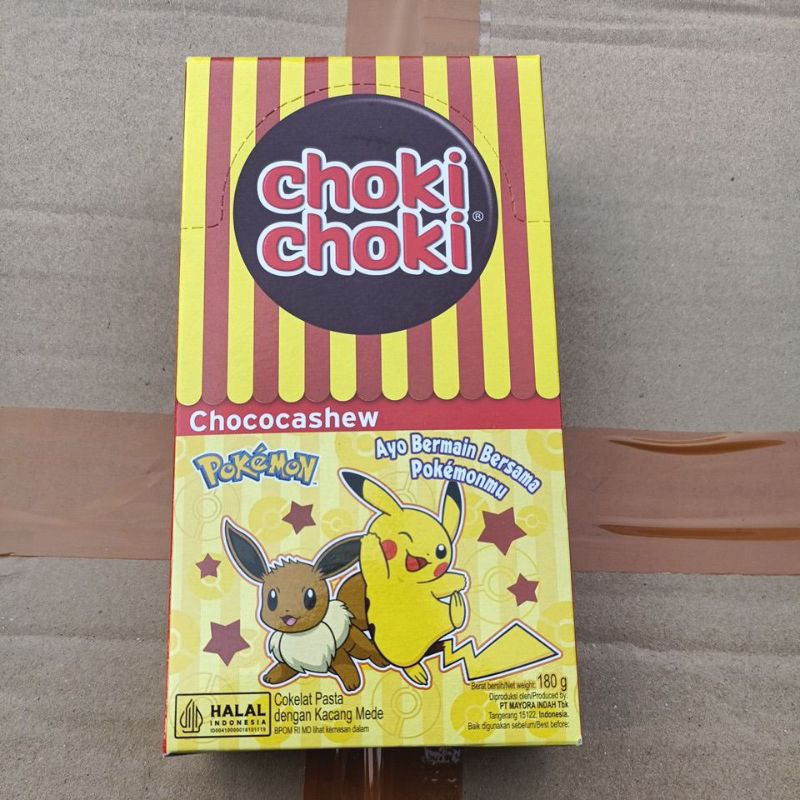 choki
choki®
Chococashew
POKÉMON
Ayo Bermain Bersama
Pokémonmu
HALAL
INDONESIA
Cokelat Pasta
dengan Kacang Mede
BPOM RI MD lihat kemasan dalam
Berat bersih/Net weight: 180 g
Diproduksi oleh/Produced by:
PT MAYORA INDAH Tbk
Tangerang 15122, Indonesia.
Baik digunakan sebelum/Best before: